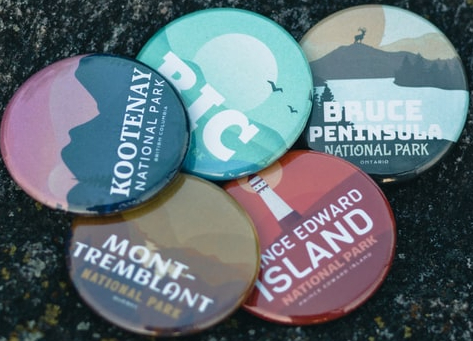 KOOTENAY
NATIONAL PARK
BRITISH COLUMBIA
PIC
BRUCE
PENINSULA
NATIONAL PARK
ONTARIO
MONT-
TREMBLANT
NATIONAL PARK
QUEBEC
NCE EDWARD
ISLAND
NATIONAL PARK
PRINCE EDWARD ISLAND